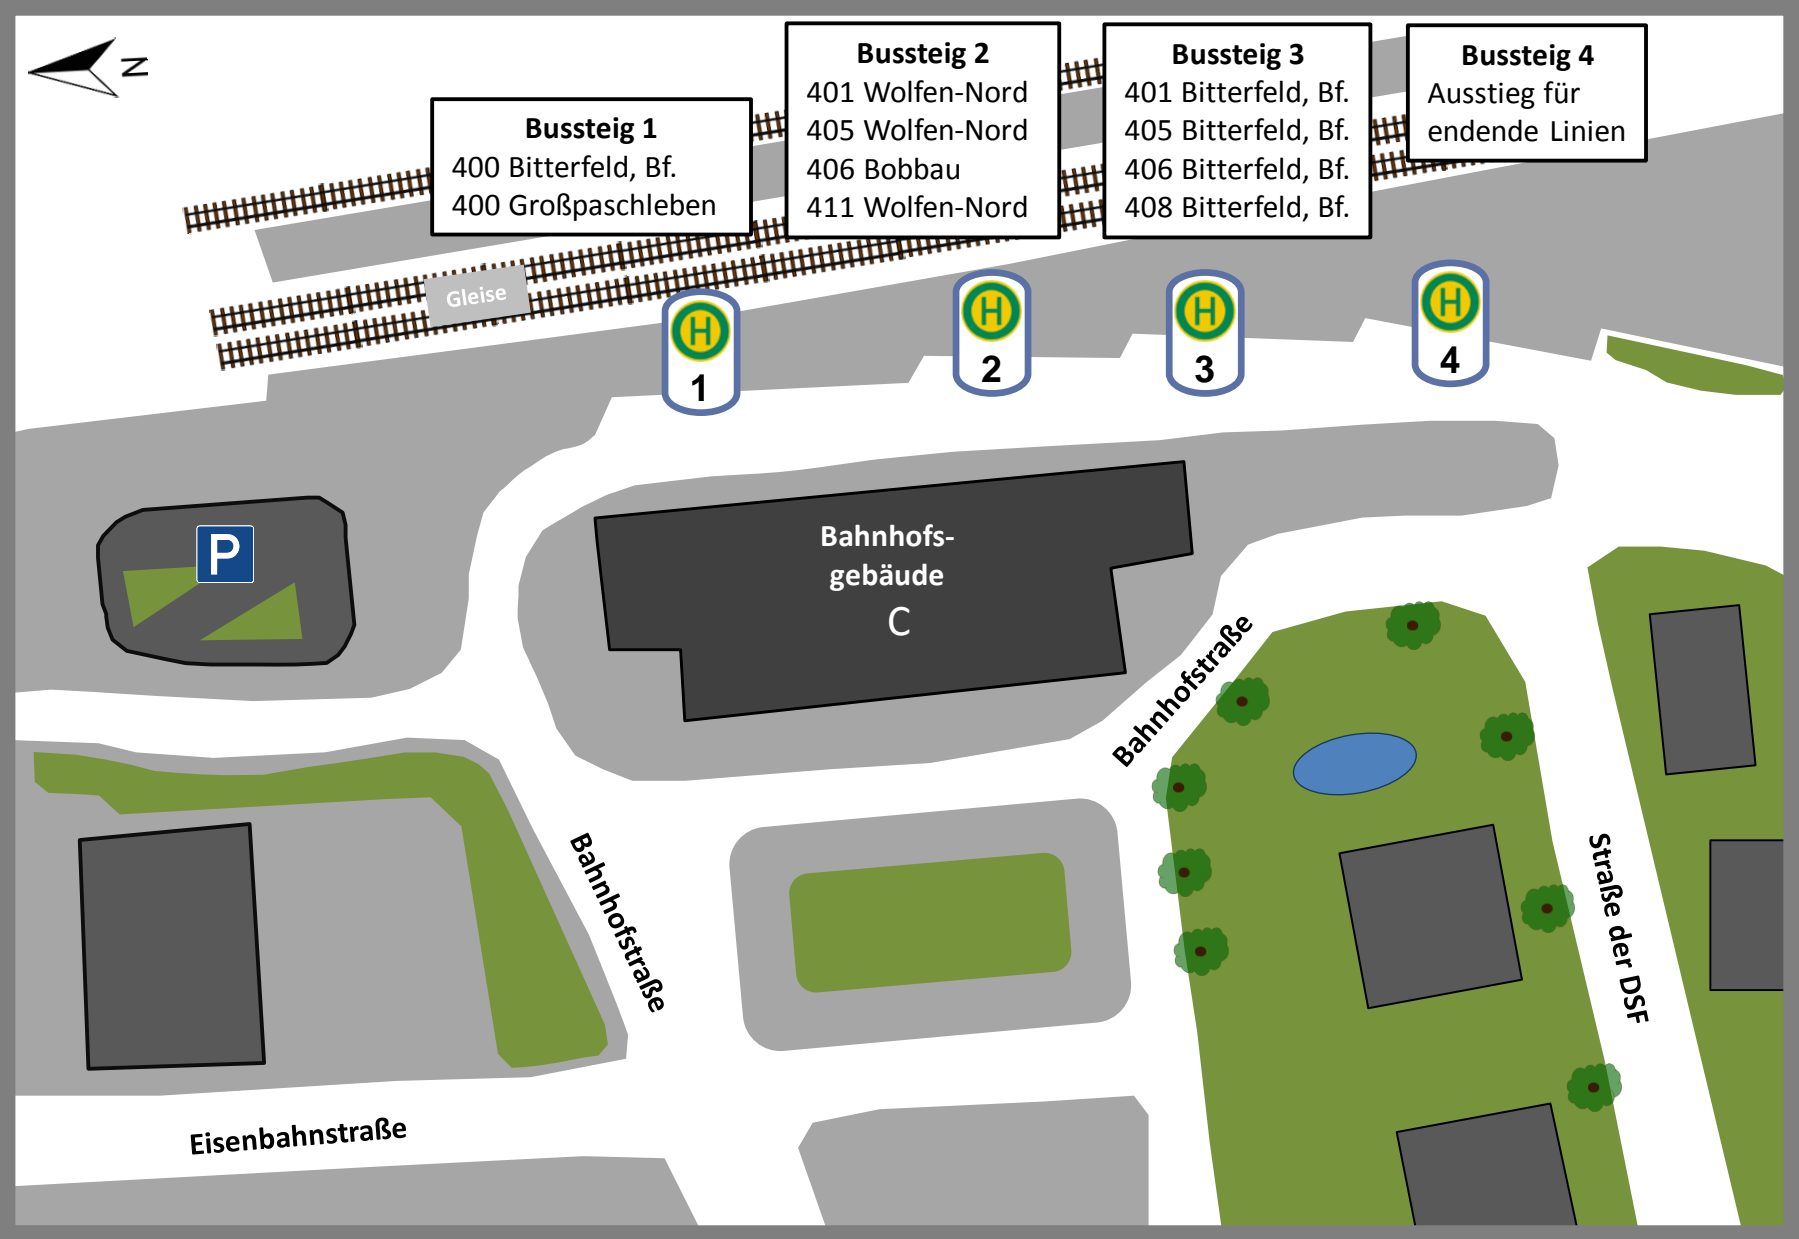 N
Bussteig 1
400 Bitterfeld, Bf.
400 Großpaschleben
Bussteig 2
401 Wolfen-Nord
405 Wolfen-Nord
406 Bobbau
411 Wolfen-Nord
Bussteig 3
401 Bitterfeld, Bf.
405 Bitterfeld, Bf.
406 Bitterfeld, Bf.
408 Bitterfeld, Bf.
Bussteig 4
Ausstieg für
endende Linien
Gleise
H
1
H
2
H
3
H
4
P
Bahnhofs-
gebäude
C
Bahnhofstraße
Bahnhofstraße
Straße der DSF
Eisenbahnstraße